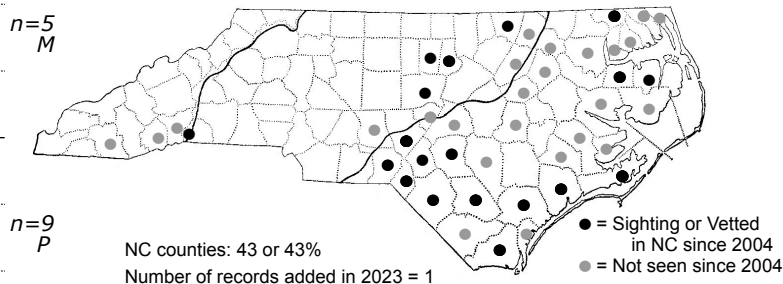 n=5
M
n=9
P
NC counties: 43 or 43%
Number of records added in 2023 = 1
● = Sighting or Vetted
in NC since 2004
● = Not seen since 2004